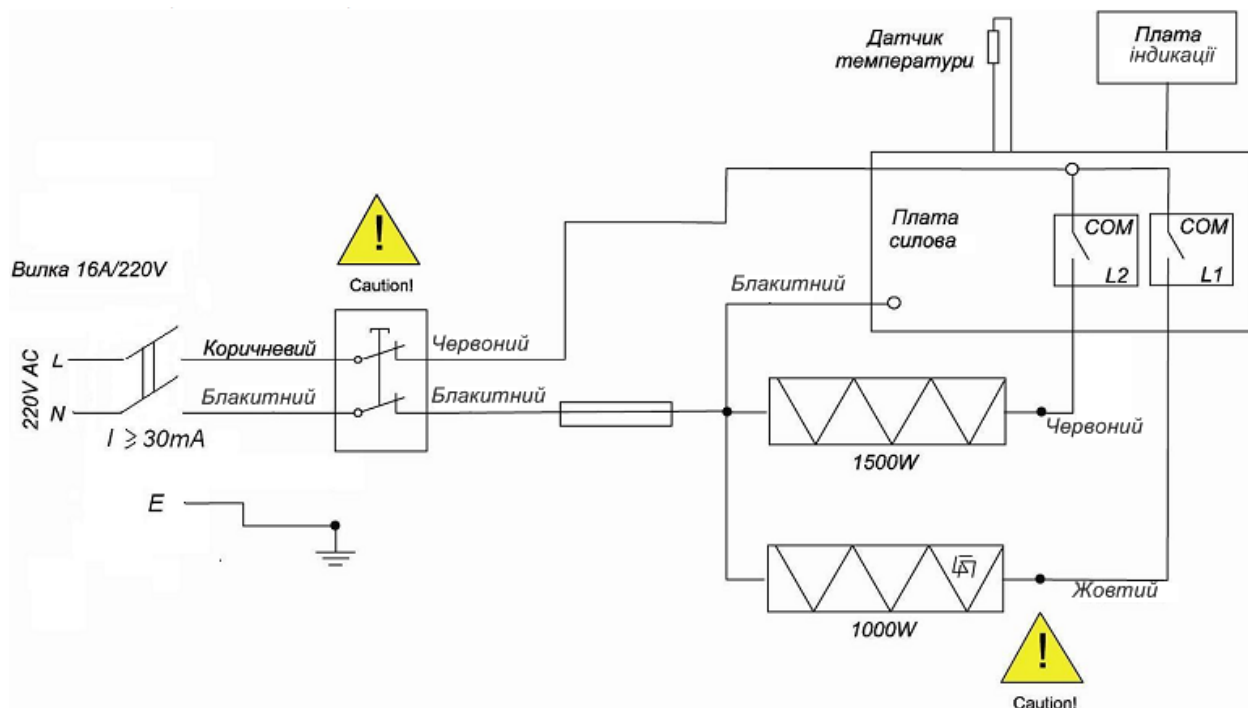 Датчик
температури
Плата
індикації
Плата
силова
COM
L2
COM
L1
Вилка 16A/220V
!
Caution!
220V AC
L
N
Коричневий
Блакитний
Червоний
Блакитний
Блакитний
I ⩾ 30mA
E
1500W
Червоний
1000W
Жовтий
!
Caution!